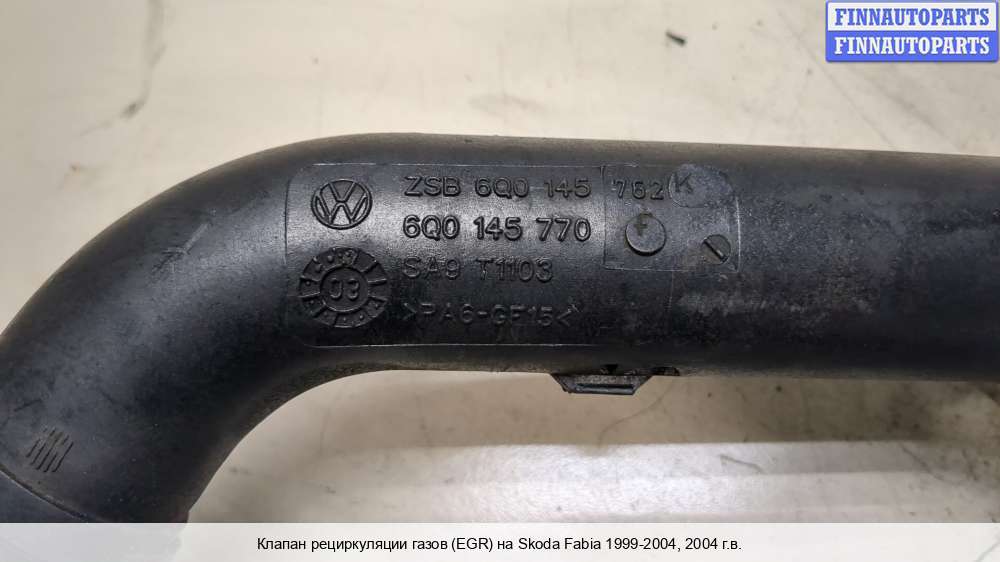 FINNAUTOPARTS
FINNAUTOPARTS
ZSB 6Q0 145 762 K
6Q0 145 770
SA9 T1103
03
>PA6-GF15<
Клапан рециркуляции газов (EGR) на Skoda Fabia 1999-2004, 2004 г.в.